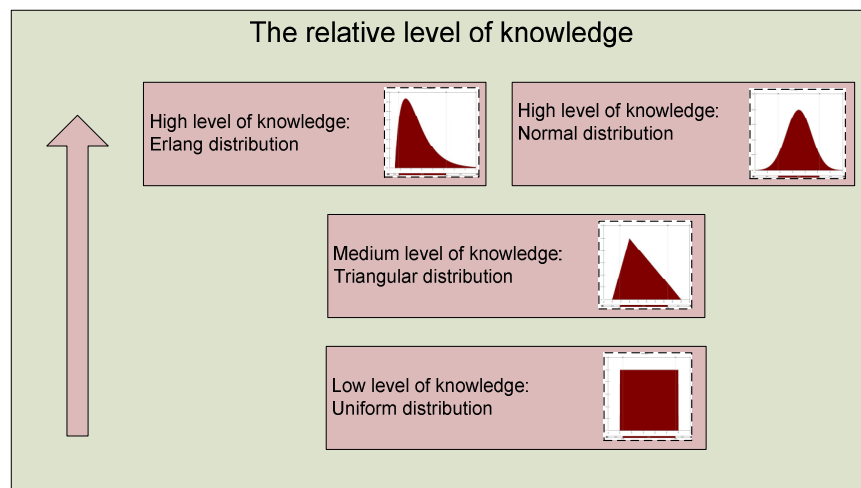 The relative level of knowledge
High level of knowledge:
Erlang distribution
High level of knowledge:
Normal distribution
Medium level of knowledge:
Triangular distribution
Low level of knowledge:
Uniform distribution